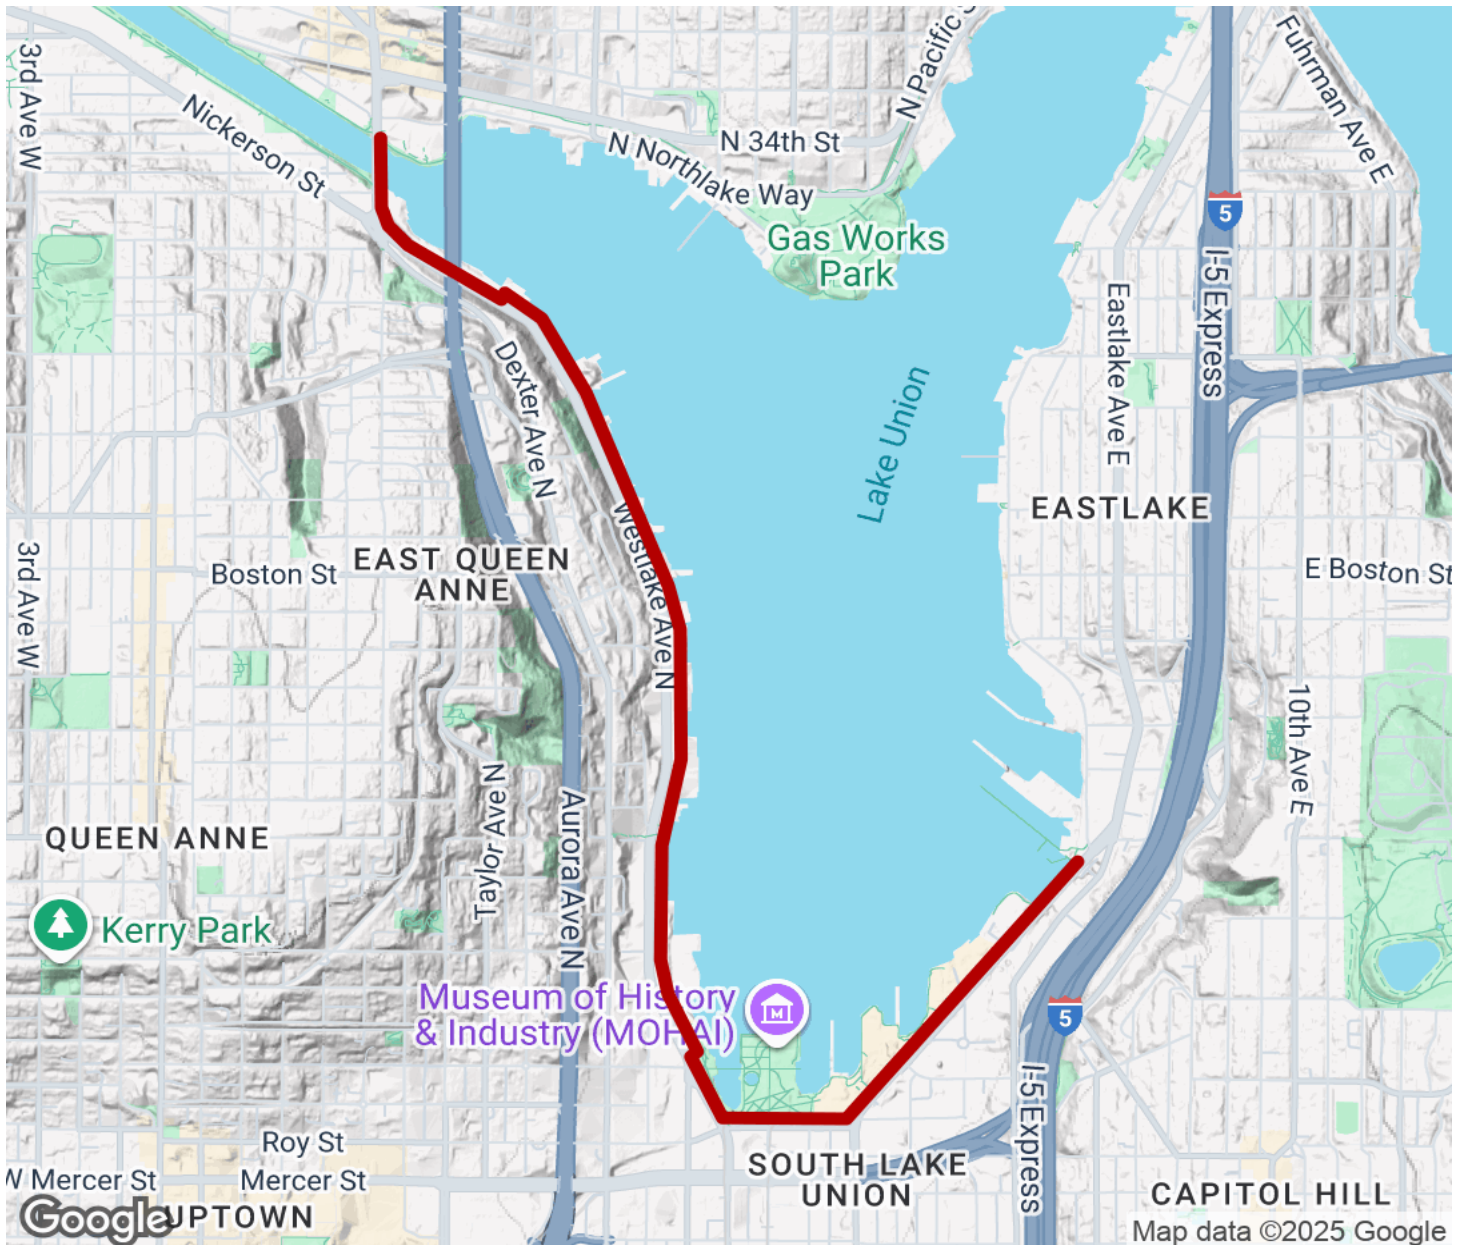 3rd Ave W
Nickerson St
N Pacific S
Fuhrman Ave E
N 34th St
N Northlake Way
5
Gas Works
Park
I-5 Express
Eastlake Ave E
Dexter Ave N
Lake Union
EASTLAKE
Westlake Ave N
3rd Ave W
Boston St
EAST QUEEN
ANNE
E Boston St
10th Ave E
Taylor Ave N
Aurora Ave N
QUEEN ANNE
Kerry Park
Museum of History
& Industry (MOHAI)
M
5
I-5 Express
Roy St
W Mercer St
Mercer St
SOUTH LAKE
UNION
CAPITOL HILL
Google
UPTOWN
Map data ©2025 Google